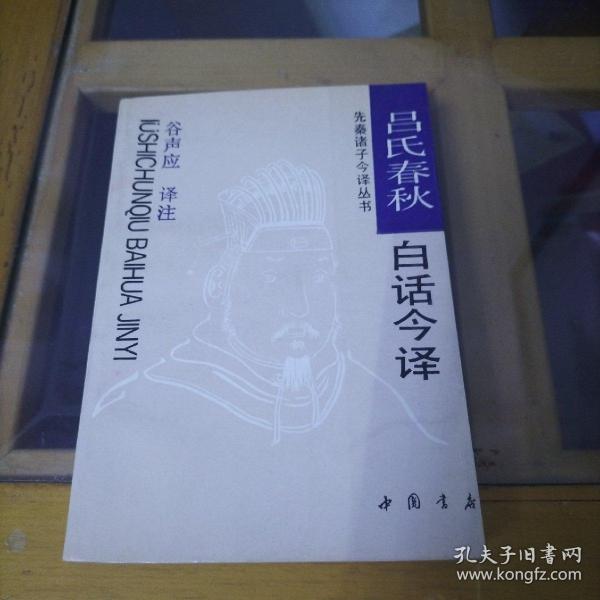 吕氏春秋
白话今译
先秦诸子今译丛书
谷声应 译注
lÜSHICHUNQIU BAIHUA JINYI
中国书店
孔夫子旧书网
www.kongfz.com